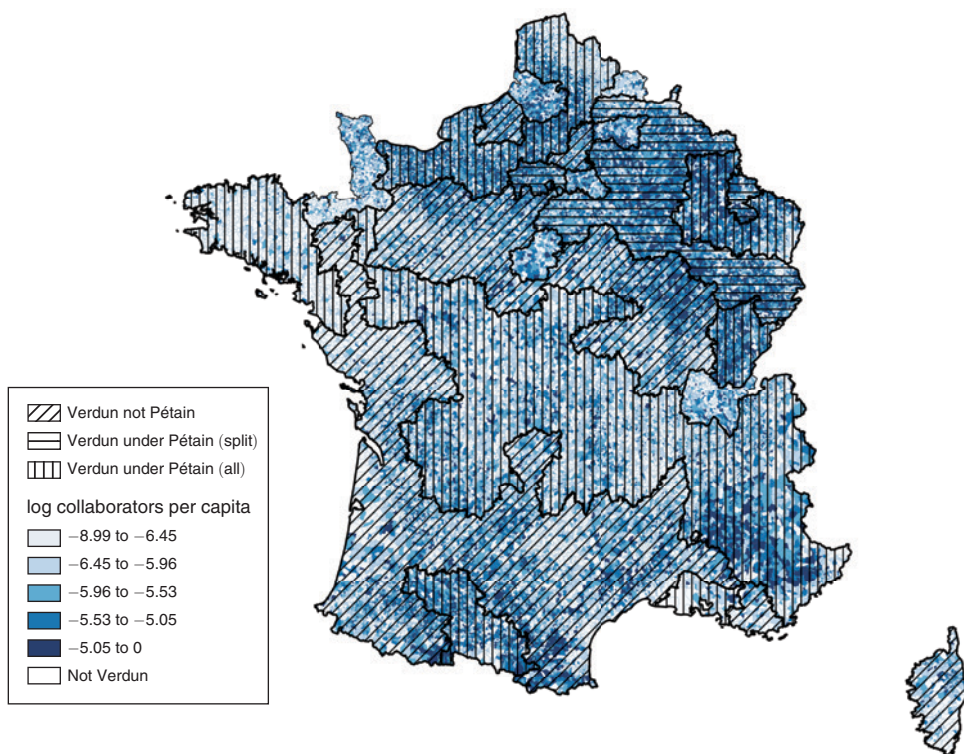 Verdun not Pétain
Verdun under Pétain (split)
Verdun under Pétain (all)
log collaborators per capita
−8.99 to −6.45
−6.45 to −5.96
−5.96 to −5.53
−5.53 to −5.05
−5.05 to 0
Not Verdun